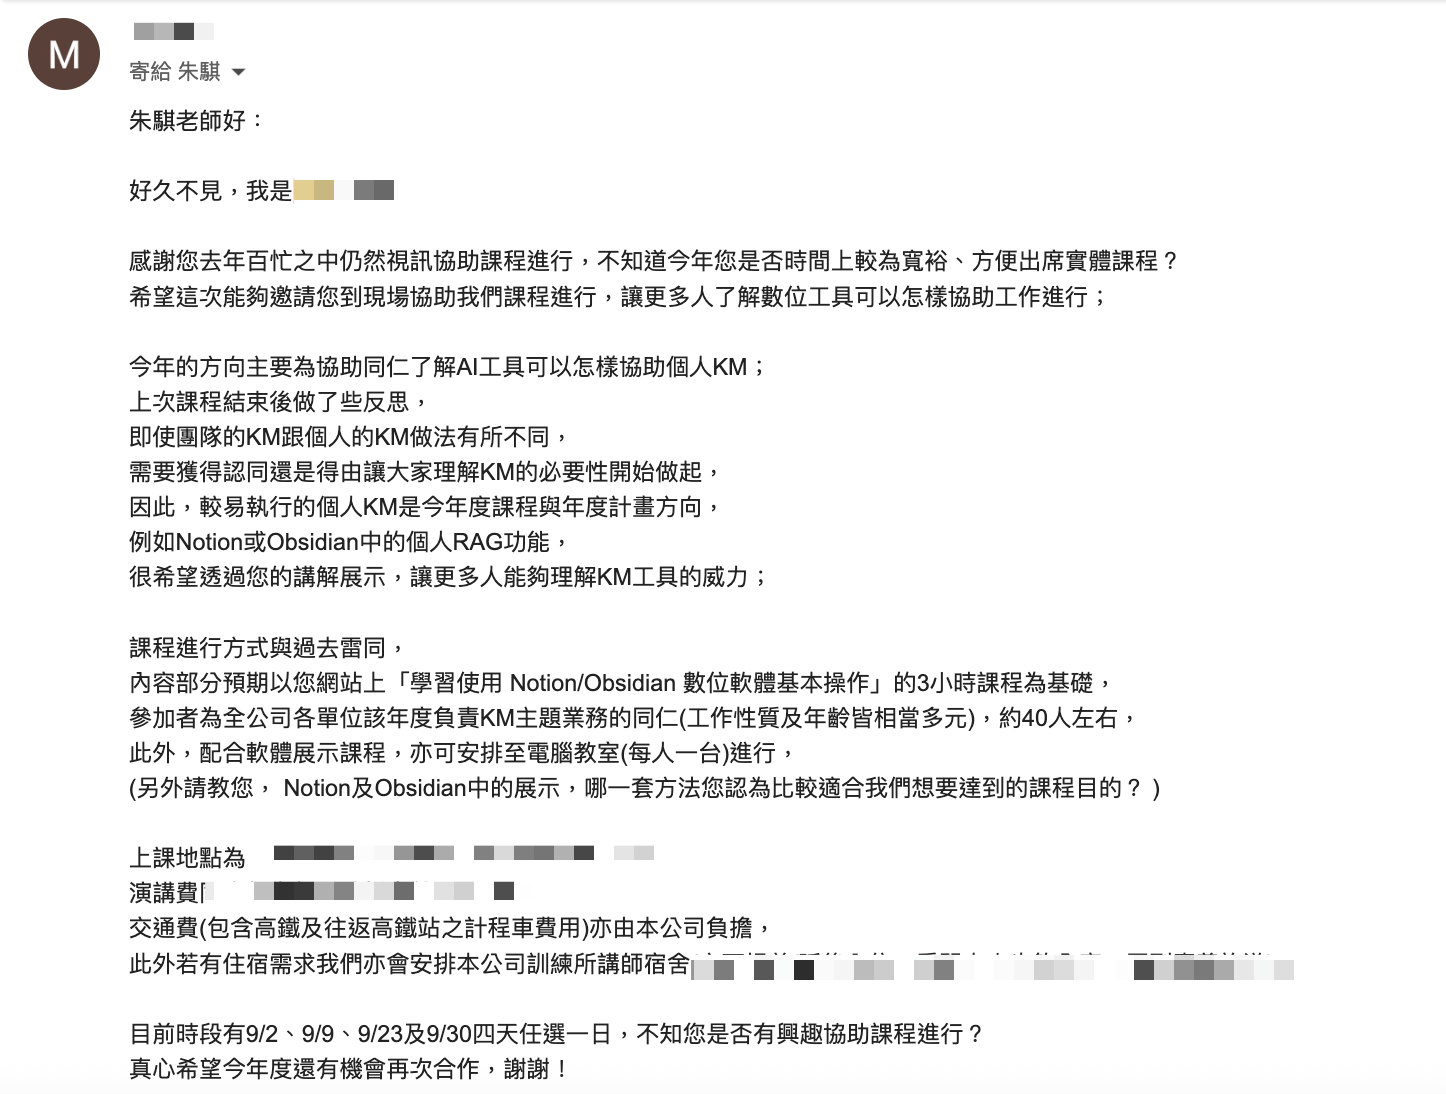 M
寄給 朱騏
朱騏老師好：
好久不見，我是
感謝您去年百忙之中仍然視訊協助課程進行，不知道今年您是否時間上較為寬裕、方便出席實體課程？
希望這次能夠邀請您到現場協助我們課程進行，讓更多人了解數位工具可以怎樣協助工作進行；
今年的方向主要為協助同仁了解AI工具可以怎樣協助個人KM；
上次課程結束後做了些反思，
即使團隊的KM跟個人的KM做法有所不同，
需要獲得認同還是得由讓大家理解KM的必要性開始做起，
因此，較易執行的個人KM是今年度課程與年度計畫方向，
例如Notion或Obsidian中的個人RAG功能，
很希望透過您的講解展示，讓更多人能夠理解KM工具的威力；
課程進行方式與過去雷同，
內容部分預期以您網站上「學習使用 Notion/Obsidian 數位軟體基本操作」的3小時課程為基礎，
參加者為全公司各單位該年度負責KM主題業務的同仁(工作性質及年齡皆相當多元)，約40人左右，
此外，配合軟體展示課程，亦可安排至電腦教室(每人一台)進行，
(另外請教您， Notion及Obsidian中的展示，哪一套方法您認為比較適合我們想要達到的課程目的？ )
上課地點為
演講費
交通費(包含高鐵及往返高鐵站之計程車費用)亦由本公司負擔，
此外若有住宿需求我們亦會安排本公司訓練所講師宿舍
目前時段有9/2、9/9、9/23及9/30四天任選一日，不知您是否有興趣協助課程進行？
真心希望今年度還有機會再次合作，謝謝！